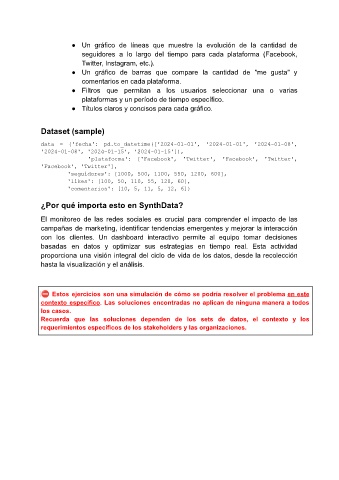 ● Un gráfico de líneas que muestre la evolución de la cantidad de
seguidores a lo largo del tiempo para cada plataforma (Facebook,
Twitter, Instagram, etc.).
● Un gráfico de barras que compare la cantidad de "me gusta" y
comentarios en cada plataforma.
● Filtros que permitan a los usuarios seleccionar una o varias
plataformas y un período de tiempo específico.
● Títulos claros y concisos para cada gráfico.
Dataset (sample)
data = {'fecha': pd.to_datetime(['2024-01-01', '2024-01-01', '2024-01-08',
'2024-01-08', '2024-01-15', '2024-01-15']),
'plataforma': ['Facebook', 'Twitter', 'Facebook', 'Twitter',
'Facebook', 'Twitter'],
'seguidores': [1000, 500, 1100, 550, 1200, 600],
'likes': [100, 50, 110, 55, 120, 60],
'comentarios': [10, 5, 11, 5, 12, 6]}
¿Por qué importa esto en SynthData?
El monitoreo de las redes sociales es crucial para comprender el impacto de las
campañas de marketing, identificar tendencias emergentes y mejorar la interacción
con los clientes. Un dashboard interactivo permite al equipo tomar decisiones
basadas en datos y optimizar sus estrategias en tiempo real. Esta actividad
proporciona una visión integral del ciclo de vida de los datos, desde la recolección
hasta la visualización y el análisis.
⛔ Estos ejercicios son una simulación de cómo se podría resolver el problema en este
contexto específico. Las soluciones encontradas no aplican de ninguna manera a todos
los casos.
Recuerda que las soluciones dependen de los sets de datos, el contexto y los
requerimientos específicos de los stakeholders y las organizaciones.